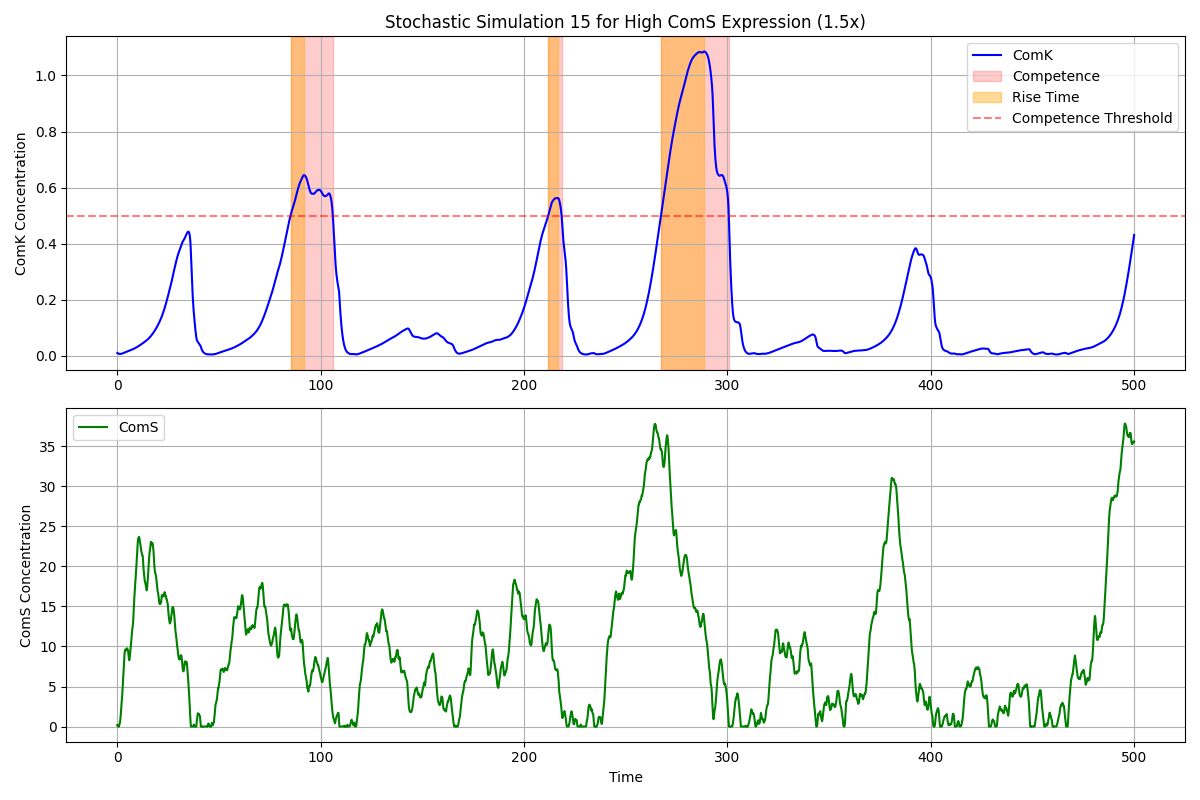 Stochastic Simulation 15 for High ComS Expression (1.5x)
ComK Concentration
1.0
0.8
0.6
0.4
0.2
0.0
ComK
Competence
Rise Time
Competence Threshold
0 100 200 300 400 500
ComS Concentration
35
30
25
20
15
10
5
0
ComS
0 100 200 300 400 500
Time